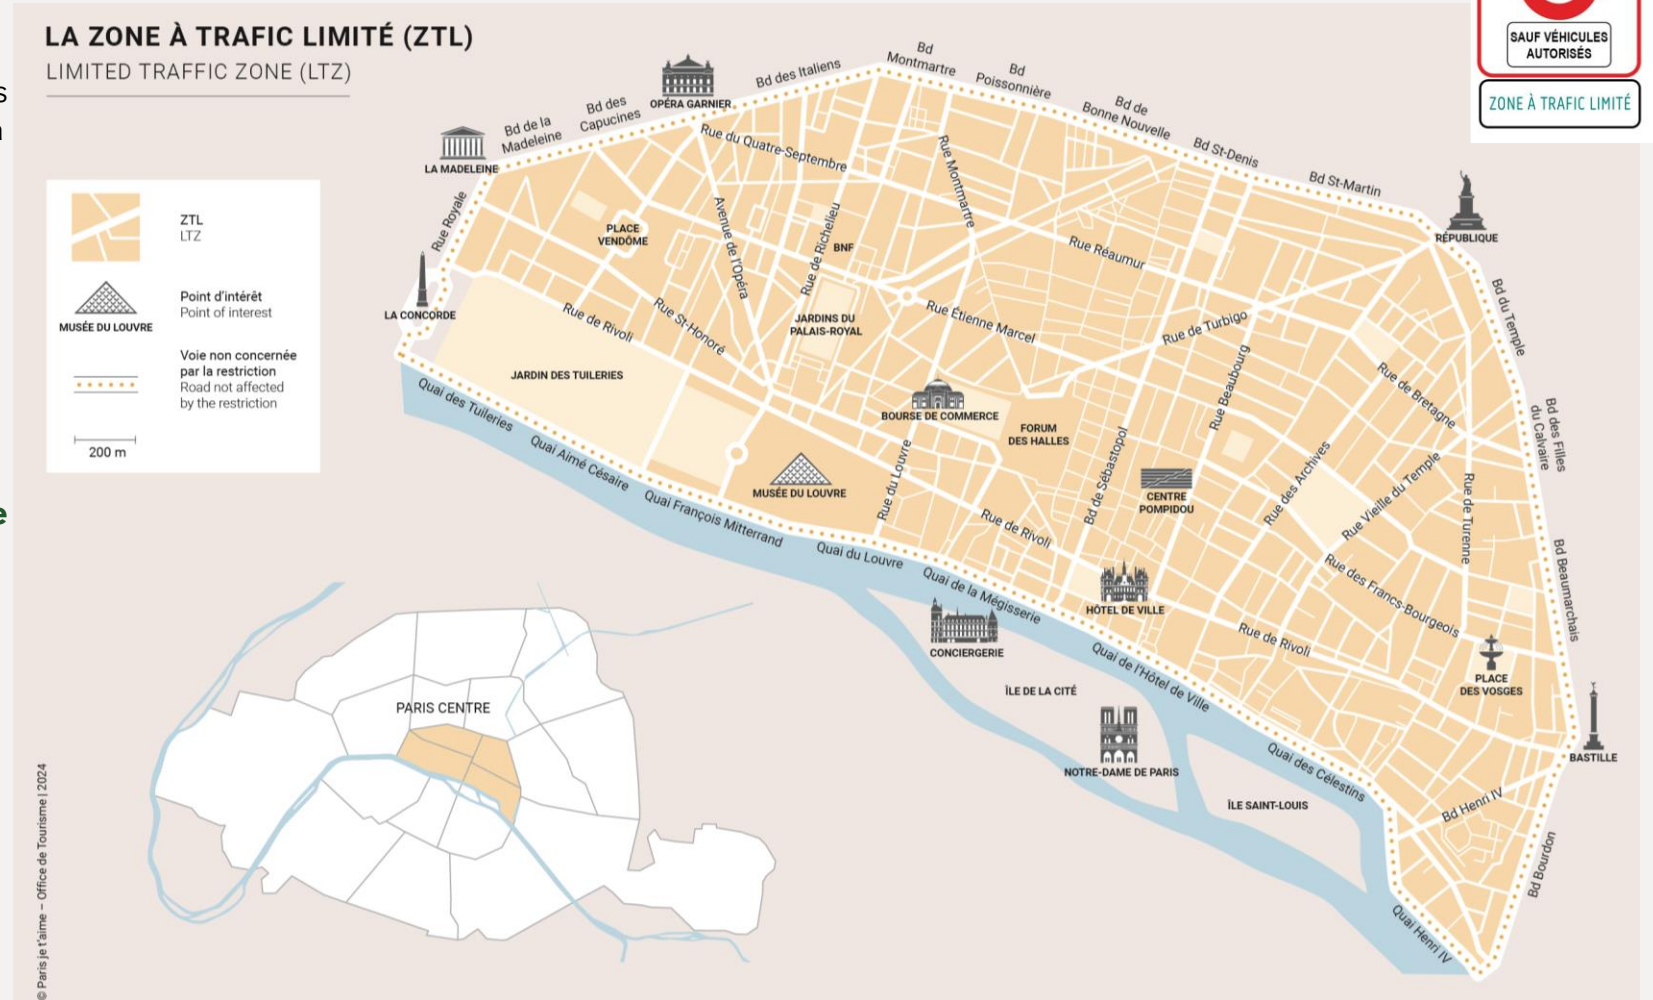 LA ZONE À TRAFIC LIMITÉ (ZTL)
LIMITED TRAFFIC ZONE (LTZ)
SAUF VÉHICULES
AUTORISÉS
ZONE À TRAFIC LIMITÉ
ZTL
LTZ
MUSÉE DU LOUVRE
Point d'intérêt
Point of interest
Voie non concernée
par la restriction
Road not affected
by the restriction
200 m
LA MADELEINE
Bd de la
Madeleine
Bd des
Capucines
OPÉRA GARNIER
Bd des Italiens
Bd
Montmartre
Bd
Poissonnière
Bd de
Bonne Nouvelle
Bd St-Denis
Bd St-Martin
RÉPUBLIQUE
Rue Royale
LA CONCORDE
PLACE
VENDÔME
Rue du Quatre-Septembre
Avenue de l'Opéra
Rue de Richelieu
BNF
Rue Montmartre
Rue Réaumur
Bd du Temple
Rue de Rivoli
Rue St-Honoré
JARDINS DU
PALAIS-ROYAL
Rue Étienne Marcel
Rue de Turbigo
Rue Beaubourg
Rue de Bretagne
Bd des Filles
du Calvaire
JARDIN DES TUILERIES
Quai des Tuileries
Quai Aimé Césaire
Quai François Mitterrand
MUSÉE DU LOUVRE
BOURSE DE COMMERCE
FORUM
DES HALLES
Rue du Louvre
Bd de Sébastopol
CENTRE
POMPIDOU
Rue des Archives
Rue Vieille du Temple
Rue de Turenne
Rue de Rivoli
Quai du Louvre
Quai de la Mégisserie
HÔTEL DE VILLE
Rue des Francs-Bourgeois
Bd Beaumarchais
CONCIERGERIE
Rue de Rivoli
PLACE
DES VOSGES
Quai de l'Hôtel de Ville
ÎLE DE LA CITÉ
NOTRE-DAME DE PARIS
Quai des Célestins
BASTILLE
ÎLE SAINT-LOUIS
Bd Henri IV
Bd Bourdon
Quai Henri IV
PARIS CENTRE
© Paris je t'aime – Office de Tourisme | 2024